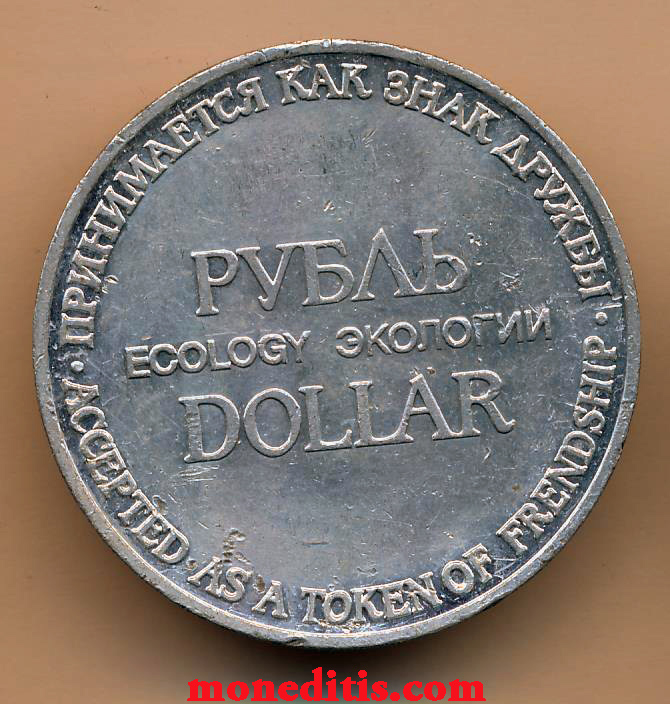 · ПРИНИМАЕТСЯ КАК ЗНАК ДРУЖБЫ ·
РУБЛЬ
ECOLOGY ЭКОЛОГИИ
DOLLAR
ACCEPTED AS A TOKEN OF FRENDSHIP
moneditis.com